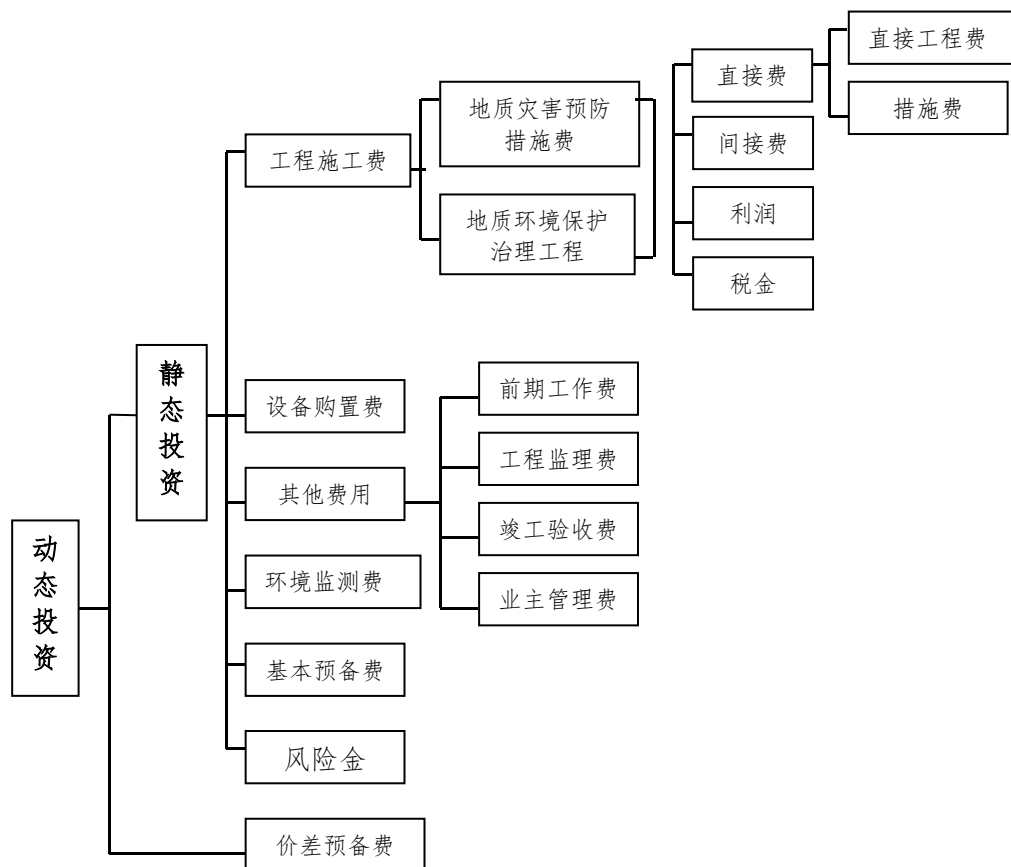 直接工程费
直接费
措施费
地质灾害预防
措施费
工程施工费
间接费
地质环境保护
治理工程
利润
税金
静态投资
前期工作费
设备购置费
工程监理费
其他费用
竣工验收费
动态投资
环境监测费
业主管理费
基本预备费
风险金
价差预备费